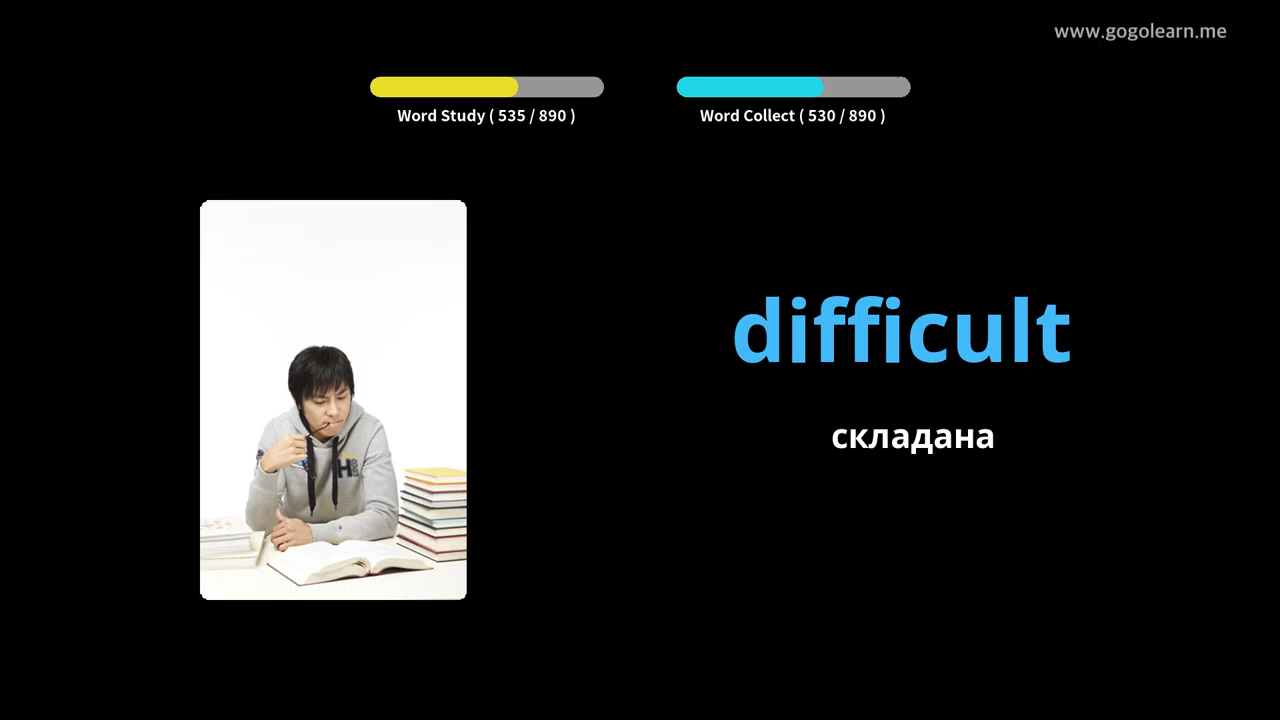 www.gogolearn.me
Word Study ( 535 / 890 )
Word Collect ( 530 / 890 )
difficult
складана
H